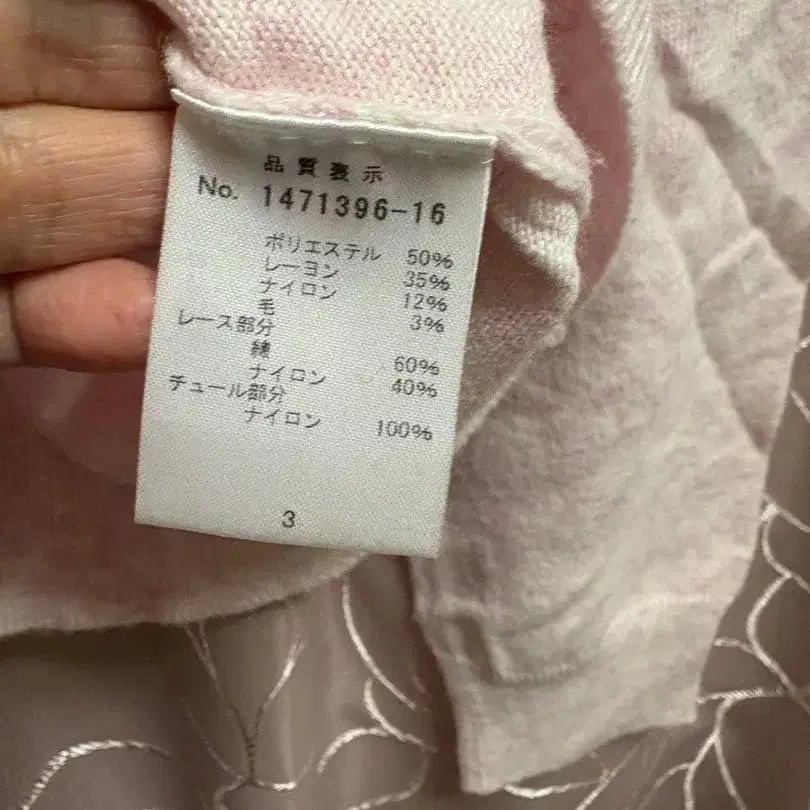 品質表示
No. 1471396-16
ポリエステル 50%
レーヨン 35%
ナイロン 12%
毛 3%
レース部分
綿 60%
ナイロン 40%
チュール部分
ナイロン 100%
3